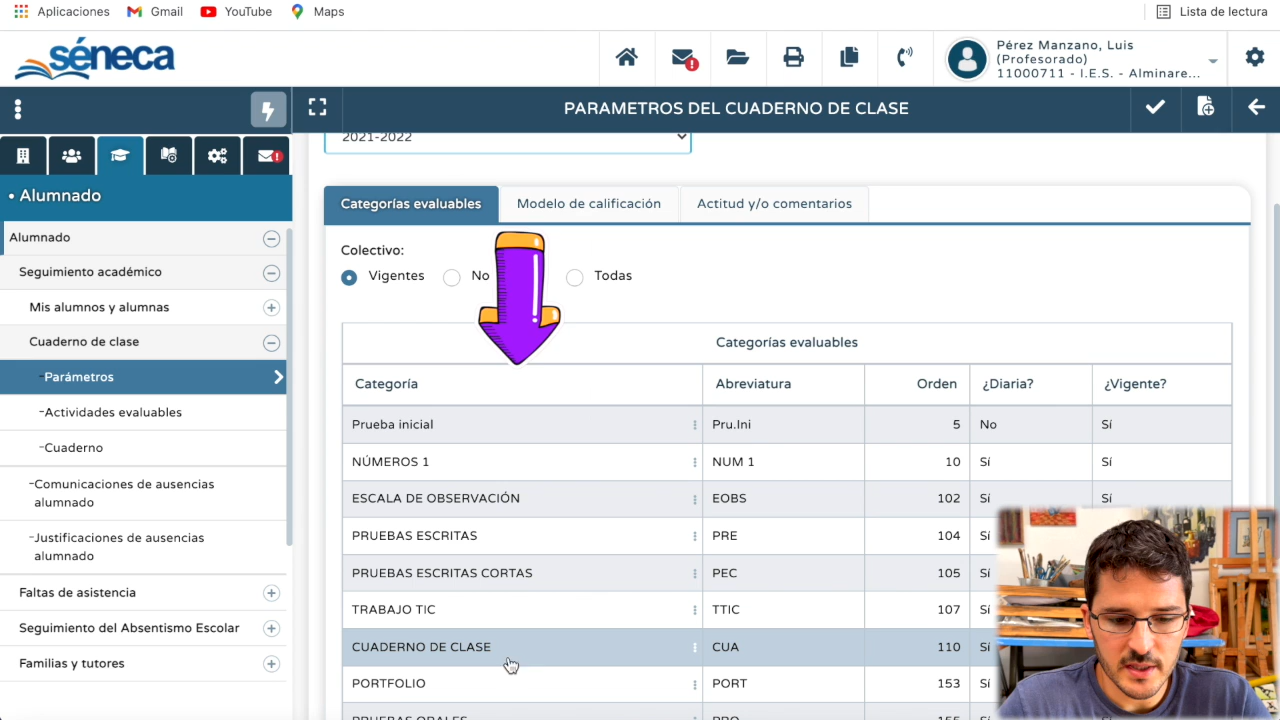 Aplicaciones
Gmail
YouTube
Maps
Lista de lectura
séneca
Pérez Manzano, Luis
(Profesorado)
11000711 - I.E.S. - Alminare...
PARAMETROS DEL CUADERNO DE CLASE
2021-2022
• Alumnado
Alumnado
Seguimiento académico
Mis alumnos y alumnas
Cuaderno de clase
-Parámetros
-Actividades evaluables
-Cuaderno
-Comunicaciones de ausencias
alumnado
-Justificaciones de ausencias
alumnado
Faltas de asistencia
Seguimiento del Absentismo Escolar
Familias y tutores
Categorías evaluables
Modelo de calificación
Actitud y/o comentarios
Colectivo:
Vigentes
No
Todas
Categorías evaluables
Categoría Abreviatura Orden ¿Diaria? ¿Vigente?
Prueba inicial Pru.Ini 5 No Sí
NÚMEROS 1 NUM 1 10 Sí Sí
ESCALA DE OBSERVACIÓN EOBS 102 Sí Sí
PRUEBAS ESCRITAS PRE 104 Sí
PRUEBAS ESCRITAS CORTAS PEC 105 Sí
TRABAJO TIC TTIC 107 Sí
CUADERNO DE CLASE CUA 110 Sí
PORTFOLIO PORT 153 Sí
PRUEBAS ORALES PRO 155 Sí